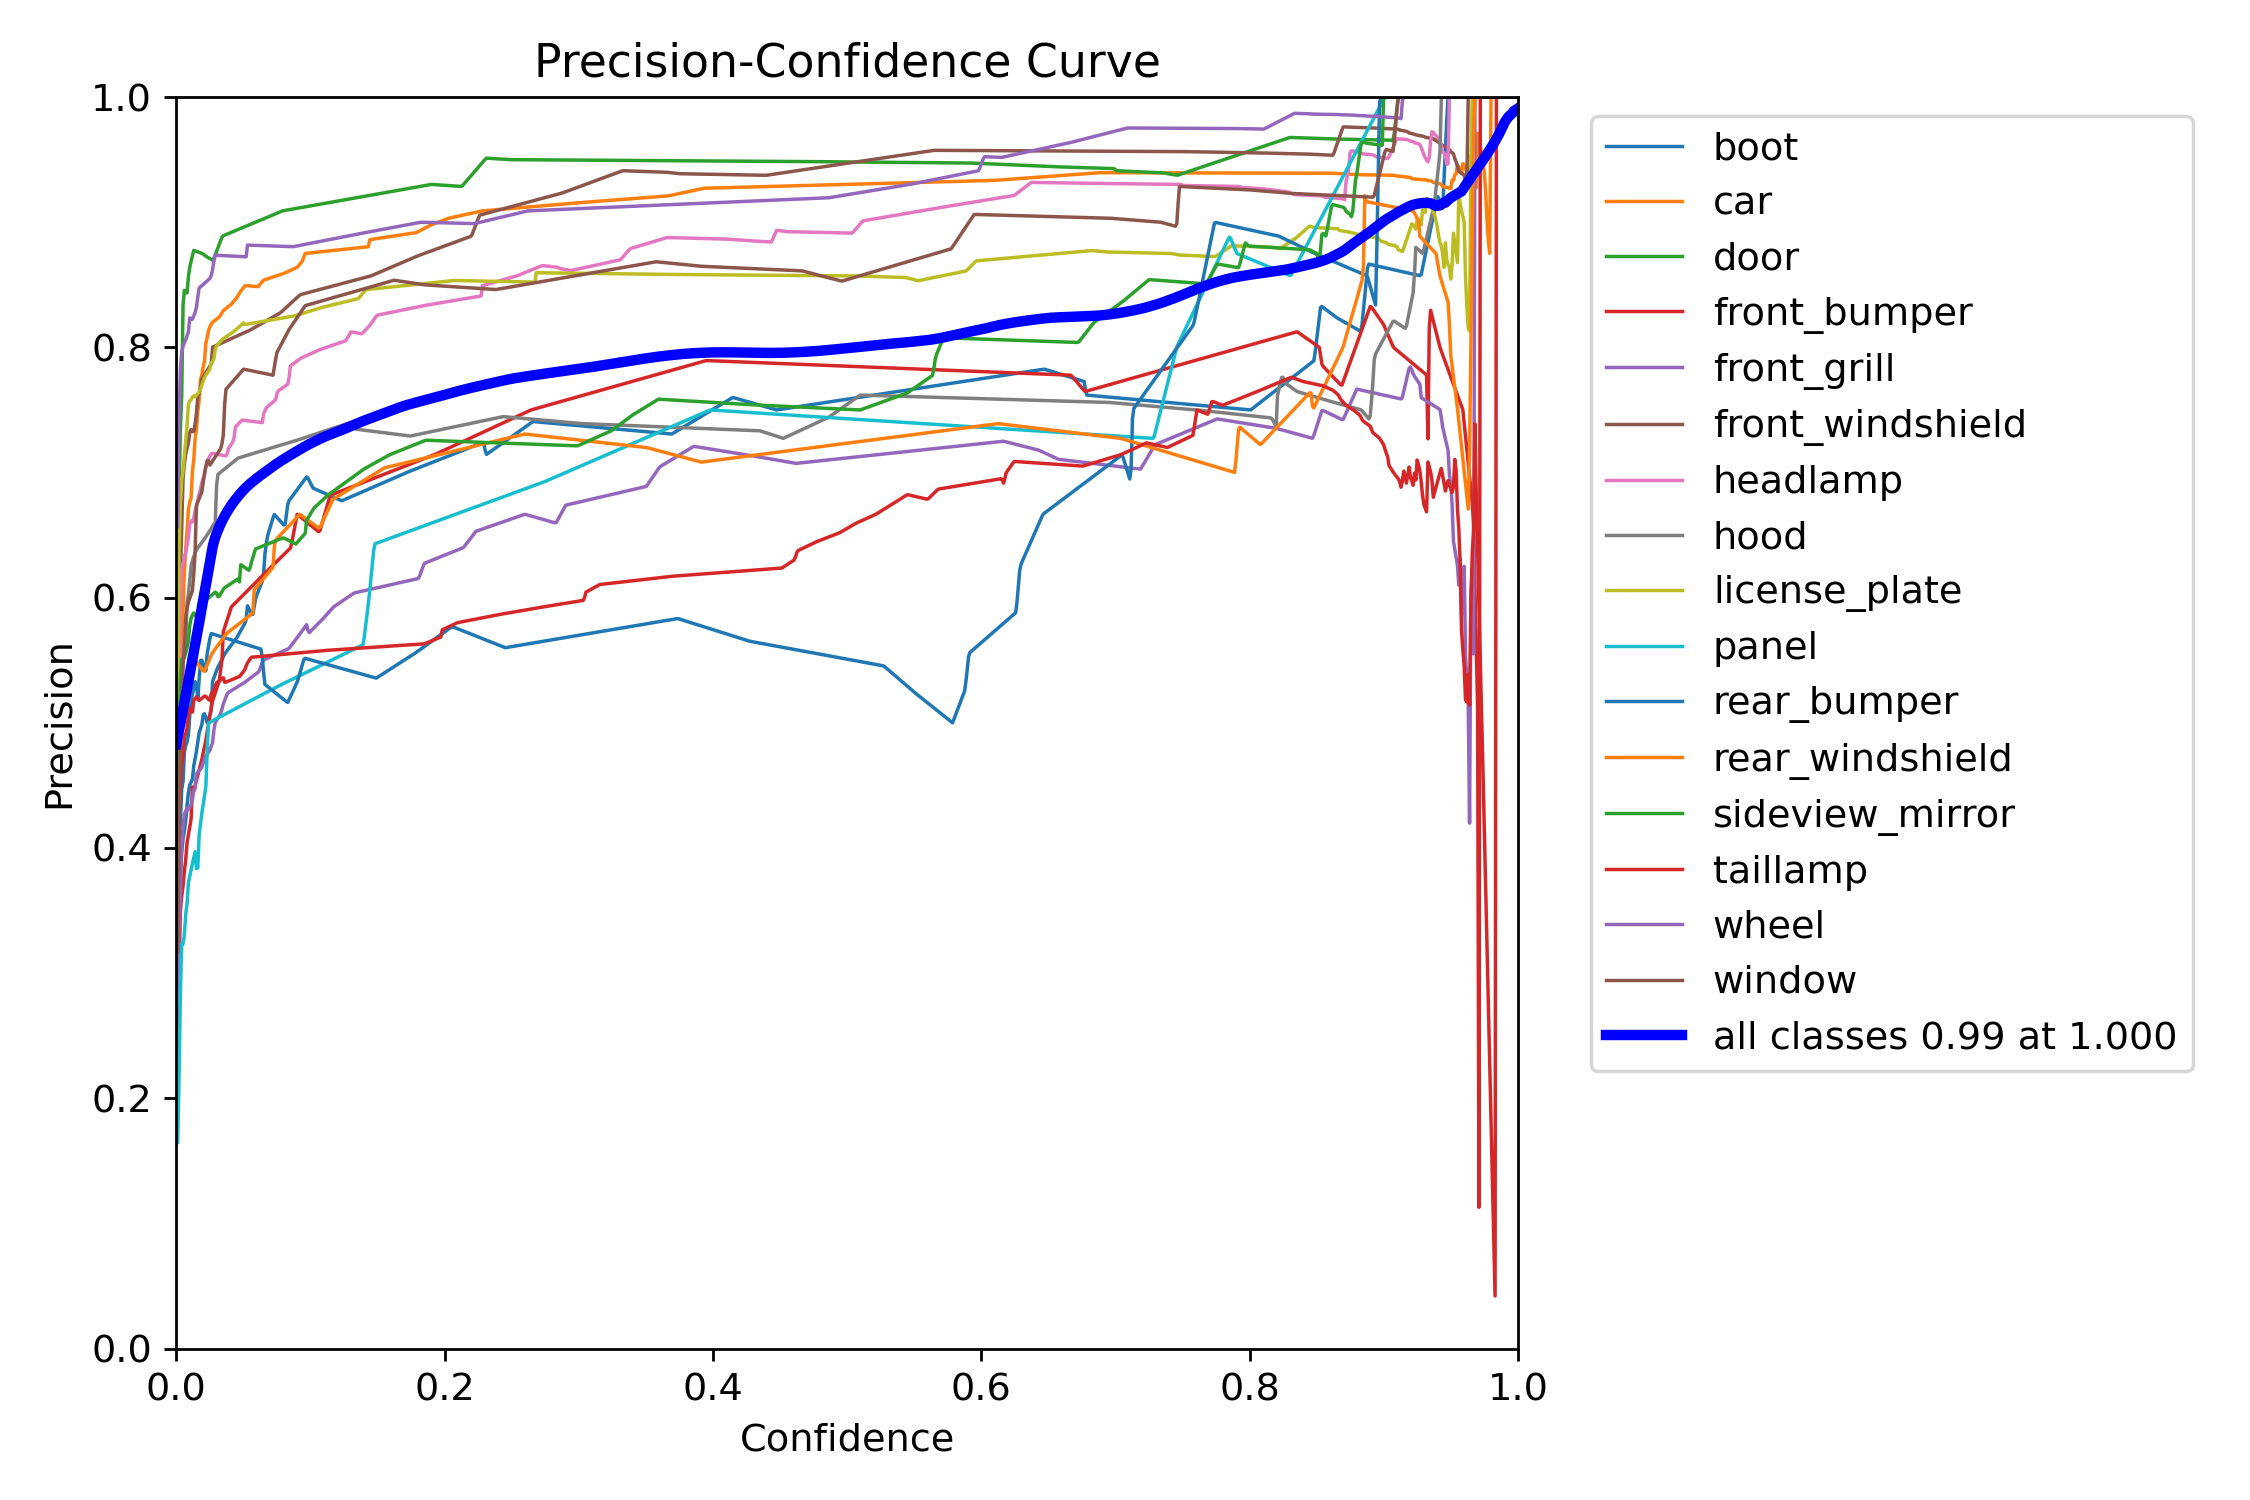 Precision-Confidence Curve
1.0
0.8
0.6
0.4
0.2
0.0
Precision
0.0 0.2 0.4 0.6 0.8 1.0
Confidence
boot
car
door
front_bumper
front_grill
front_windshield
headlamp
hood
license_plate
panel
rear_bumper
rear_windshield
sideview_mirror
taillamp
wheel
window
all classes 0.99 at 1.000